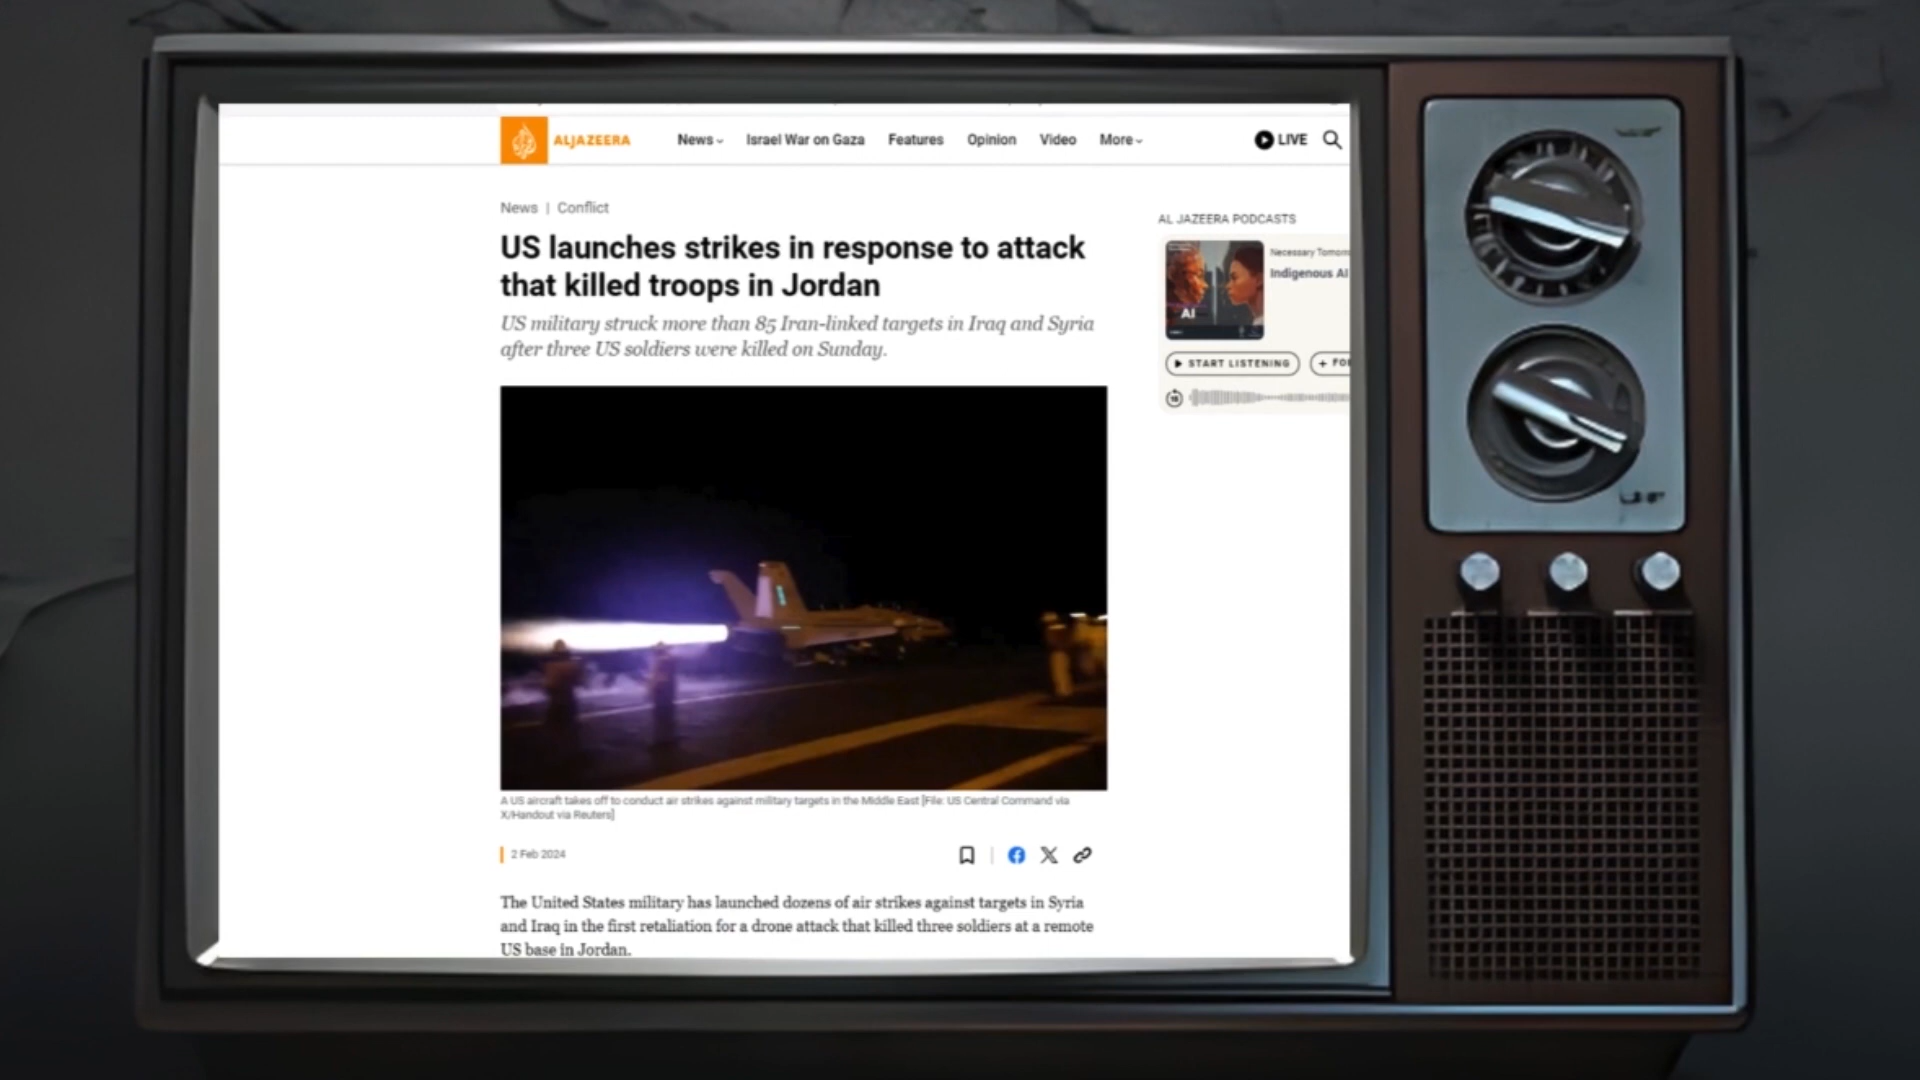 ALJAZEERA
News
Israel War on Gaza
Features
Opinion
Video
More
LIVE
News | Conflict
US launches strikes in response to attack
that killed troops in Jordan
US military struck more than 85 Iran-linked targets in Iraq and Syria
after three US soldiers were killed on Sunday.
AL JAZEERA PODCASTS
Necessary
Indigenous AI
AI
START LISTENING
+
A US aircraft takes off to conduct air strikes against military targets in the Middle East [File: US Central Command via
X/Handout via Reuters]
2 Feb 2024
The United States military has launched dozens of air strikes against targets in Syria
and Iraq in the first retaliation for a drone attack that killed three soldiers at a remote
US base in Jordan.